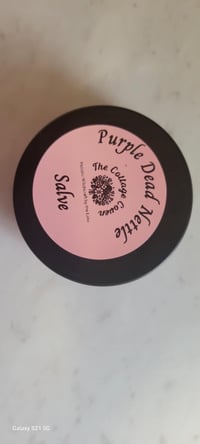 Purple Dead Nettle
The Cottage Coven
Salve
Galaxy S21 5G